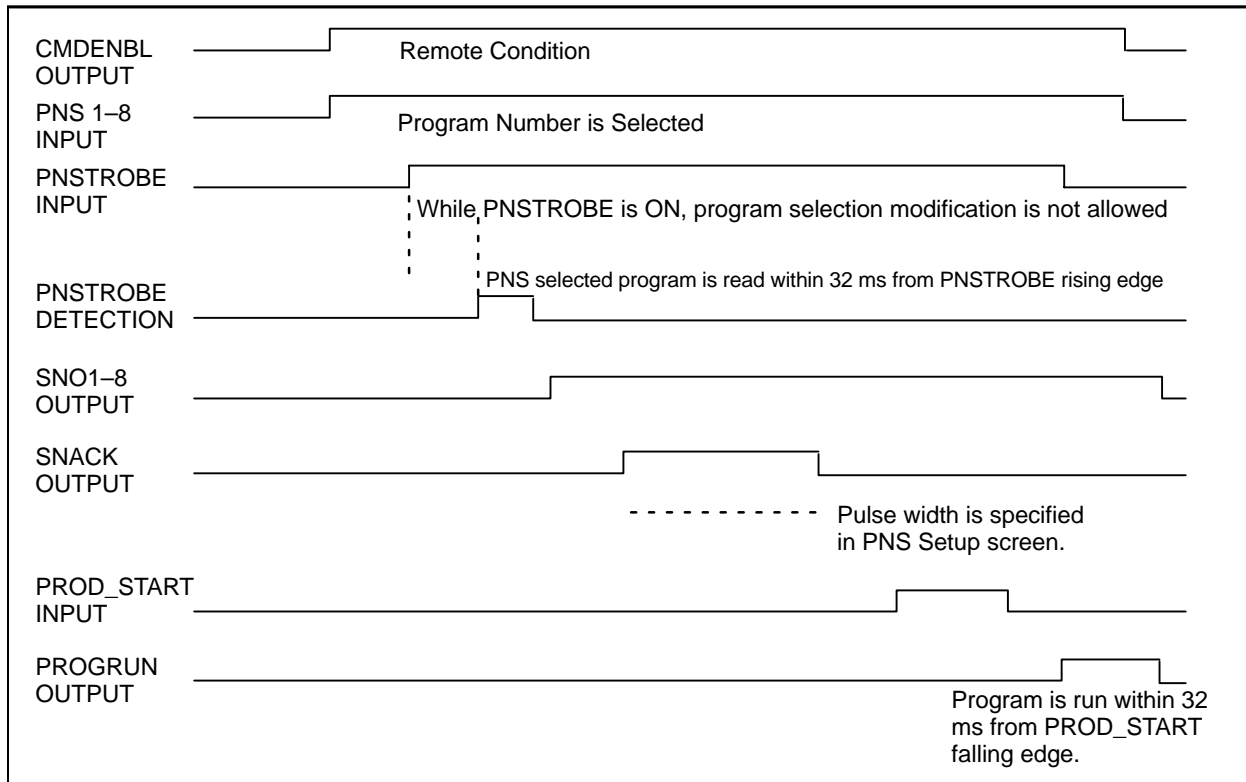 CMDENBL
OUTPUT
Remote Condition
PNS 1–8
INPUT
Program Number is Selected
PNSTROBE
INPUT
While PNSTROBE is ON, program selection modification is not allowed
PNSTROBE
DETECTION
PNS selected program is read within 32 ms from PNSTROBE rising edge
SNO1–8
OUTPUT
SNACK
OUTPUT
Pulse width is specified
in PNS Setup screen.
PROD_START
INPUT
PROGRUN
OUTPUT
Program is run within 32
ms from PROD_START
falling edge.